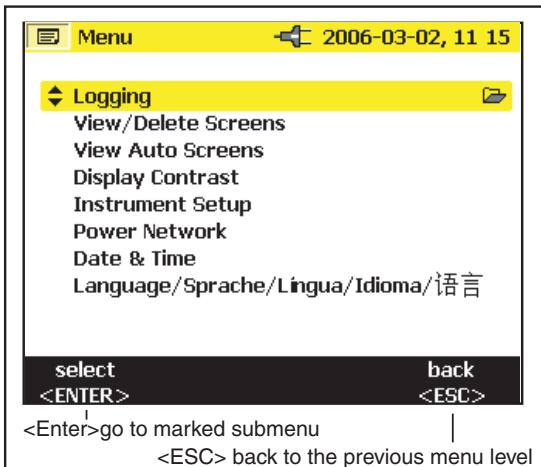 Menu 2006-03-02, 11 15
Logging
View/Delete Screens
View Auto Screens
Display Contrast
Instrument Setup
Power Network
Date & Time
Language/Sprache/Lingua/Idioma/语言
select back
<ENTER> <ESC>
<Enter>go to marked submenu
<ESC> back to the previous menu level